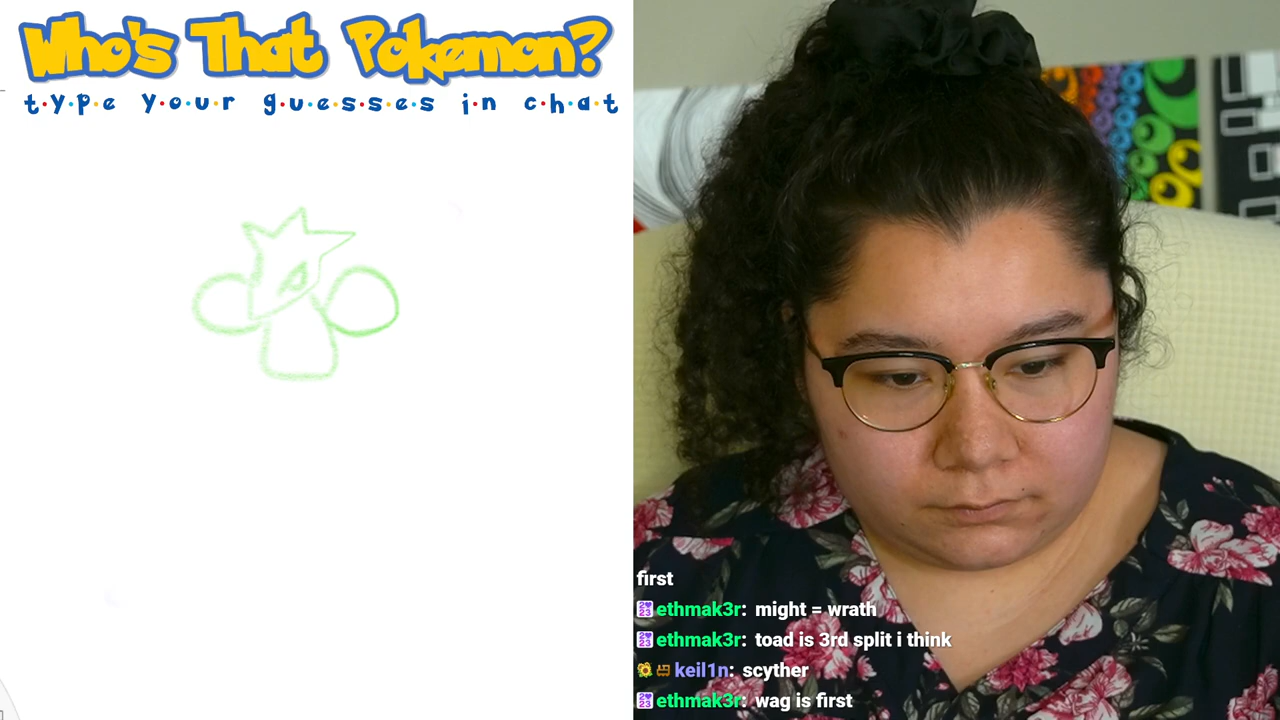 Who's That Pokemon?
type your guesses in chat
first
ethmak3r: might = wrath
ethmak3r: toad is 3rd split i think
keil1n: scyther
ethmak3r: wag is first